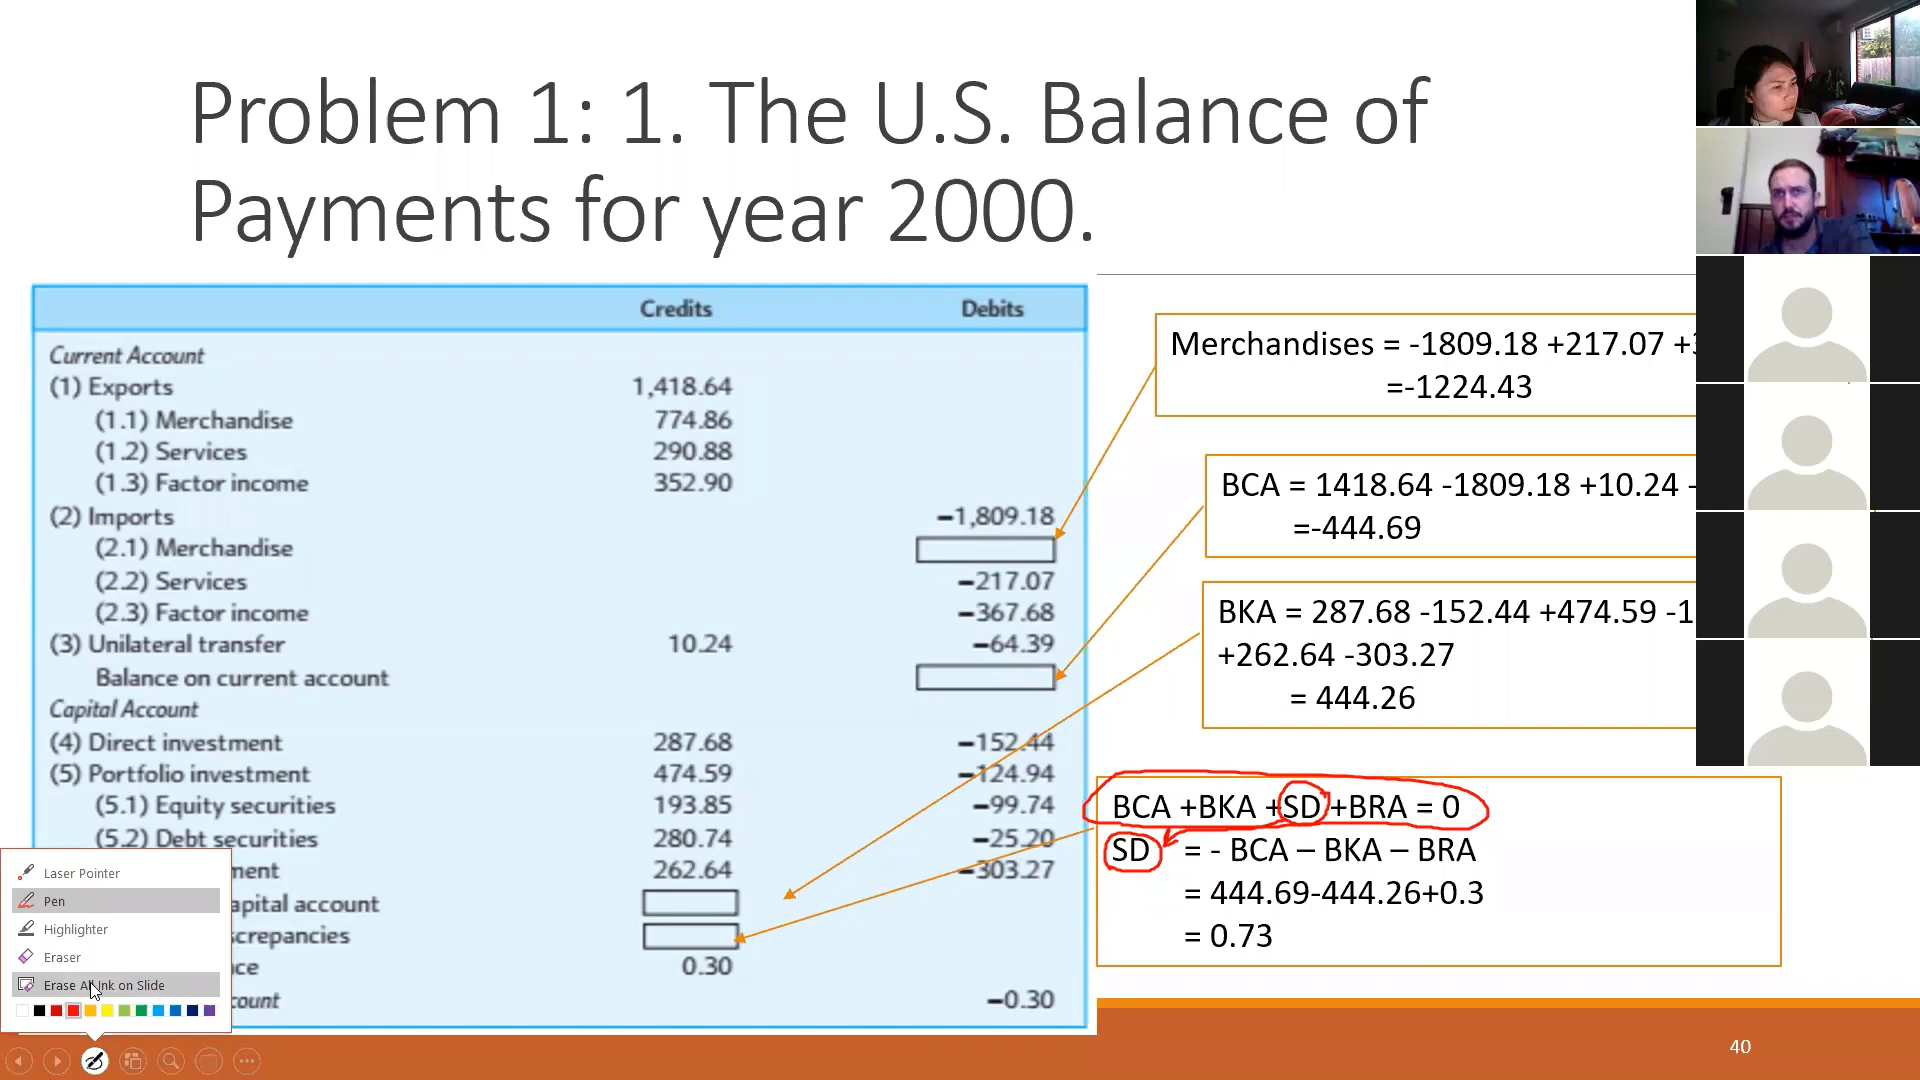 Problem 1: 1. The U.S. Balance of
Payments for year 2000.
Credits Debits
Current Account
(1) Exports 1,418.64
(1.1) Merchandise 774.86
(1.2) Services 290.88
(1.3) Factor income 352.90
(2) Imports −1,809.18
(2.1) Merchandise
(2.2) Services −217.07
(2.3) Factor income −367.68
(3) Unilateral transfer 10.24 −64.39
Balance on current account
Capital Account
(4) Direct investment 287.68 −152.44
(5) Portfolio investment 474.59 −124.94
(5.1) Equity securities 193.85 −99.74
(5.2) Debt securities 280.74 −25.20
ment 262.64 −303.27
apital account
screpancies
ce 0.30
count −0.30
Merchandises = -1809.18 +217.07 +
=-1224.43
BCA = 1418.64 -1809.18 +10.24 -
=-444.69
BKA = 287.68 -152.44 +474.59 -1
+262.64 -303.27
= 444.26
BCA +BKA +SD +BRA = 0
SD = - BCA – BKA – BRA
= 444.69-444.26+0.3
= 0.73
Laser Pointer
Pen
Highlighter
Eraser
Erase All Ink on Slide
40